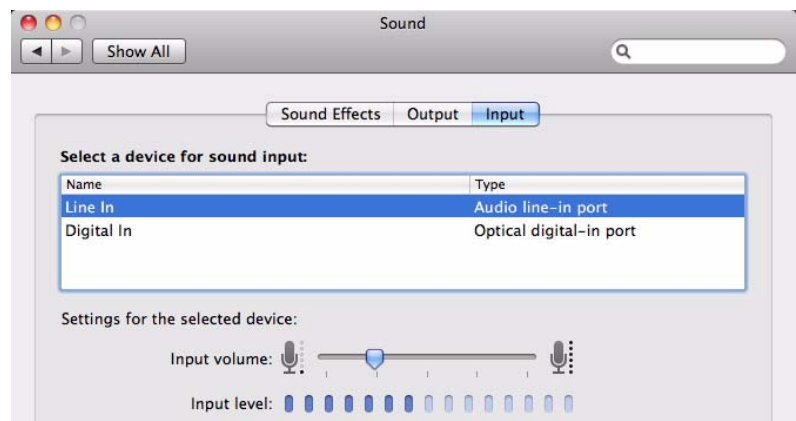 Sound
Show All
Sound Effects Output Input
Select a device for sound input:
Name Type
Line In Audio line-in port
Digital In Optical digital-in port
Settings for the selected device:
Input volume:
Input level: